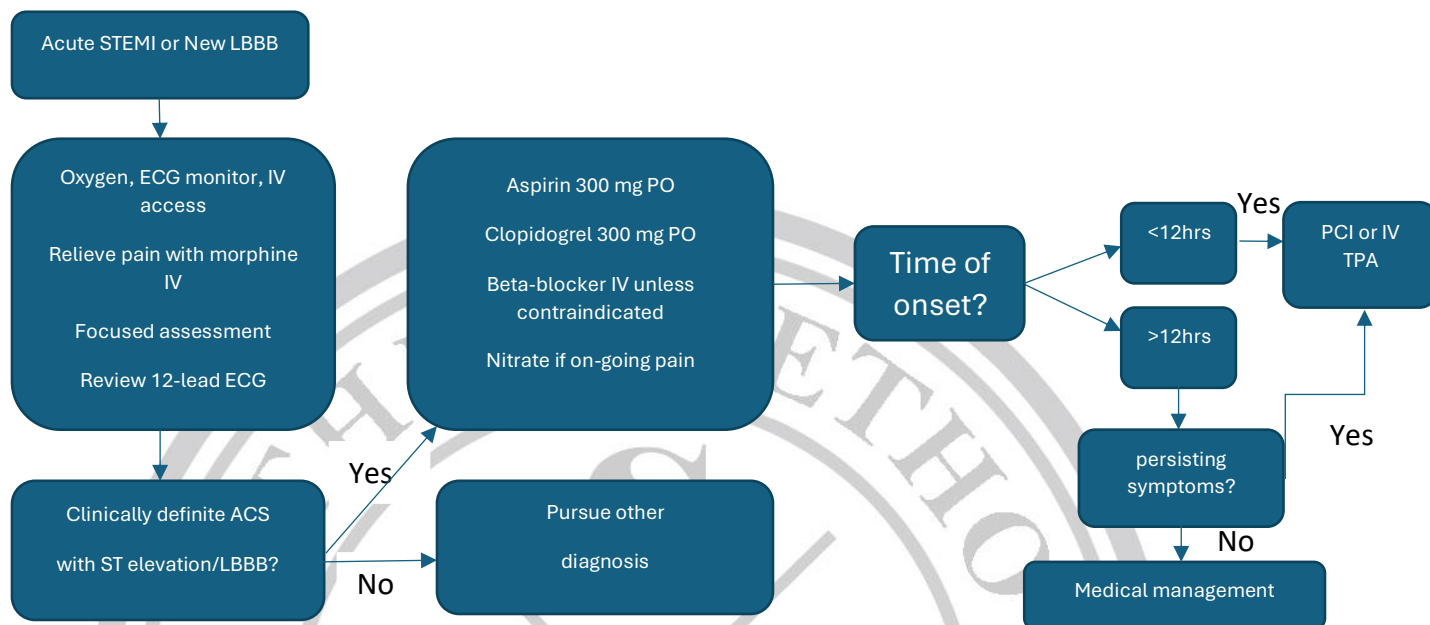 Acute STEMI or New LBBB
Oxygen, ECG monitor, IV
access
Relieve pain with morphine
IV
Focused assessment
Review 12-lead ECG
Clinically definite ACS
with ST elevation/LBBB?
Yes
No
Aspirin 300 mg PO
Clopidogrel 300 mg PO
Beta-blocker IV unless
contraindicated
Nitrate if on-going pain
Pursue other
diagnosis
Time of
onset?
<12hrs
Yes
PCI or IV
TPA
>12hrs
persisting
symptoms?
Yes
No
Medical management